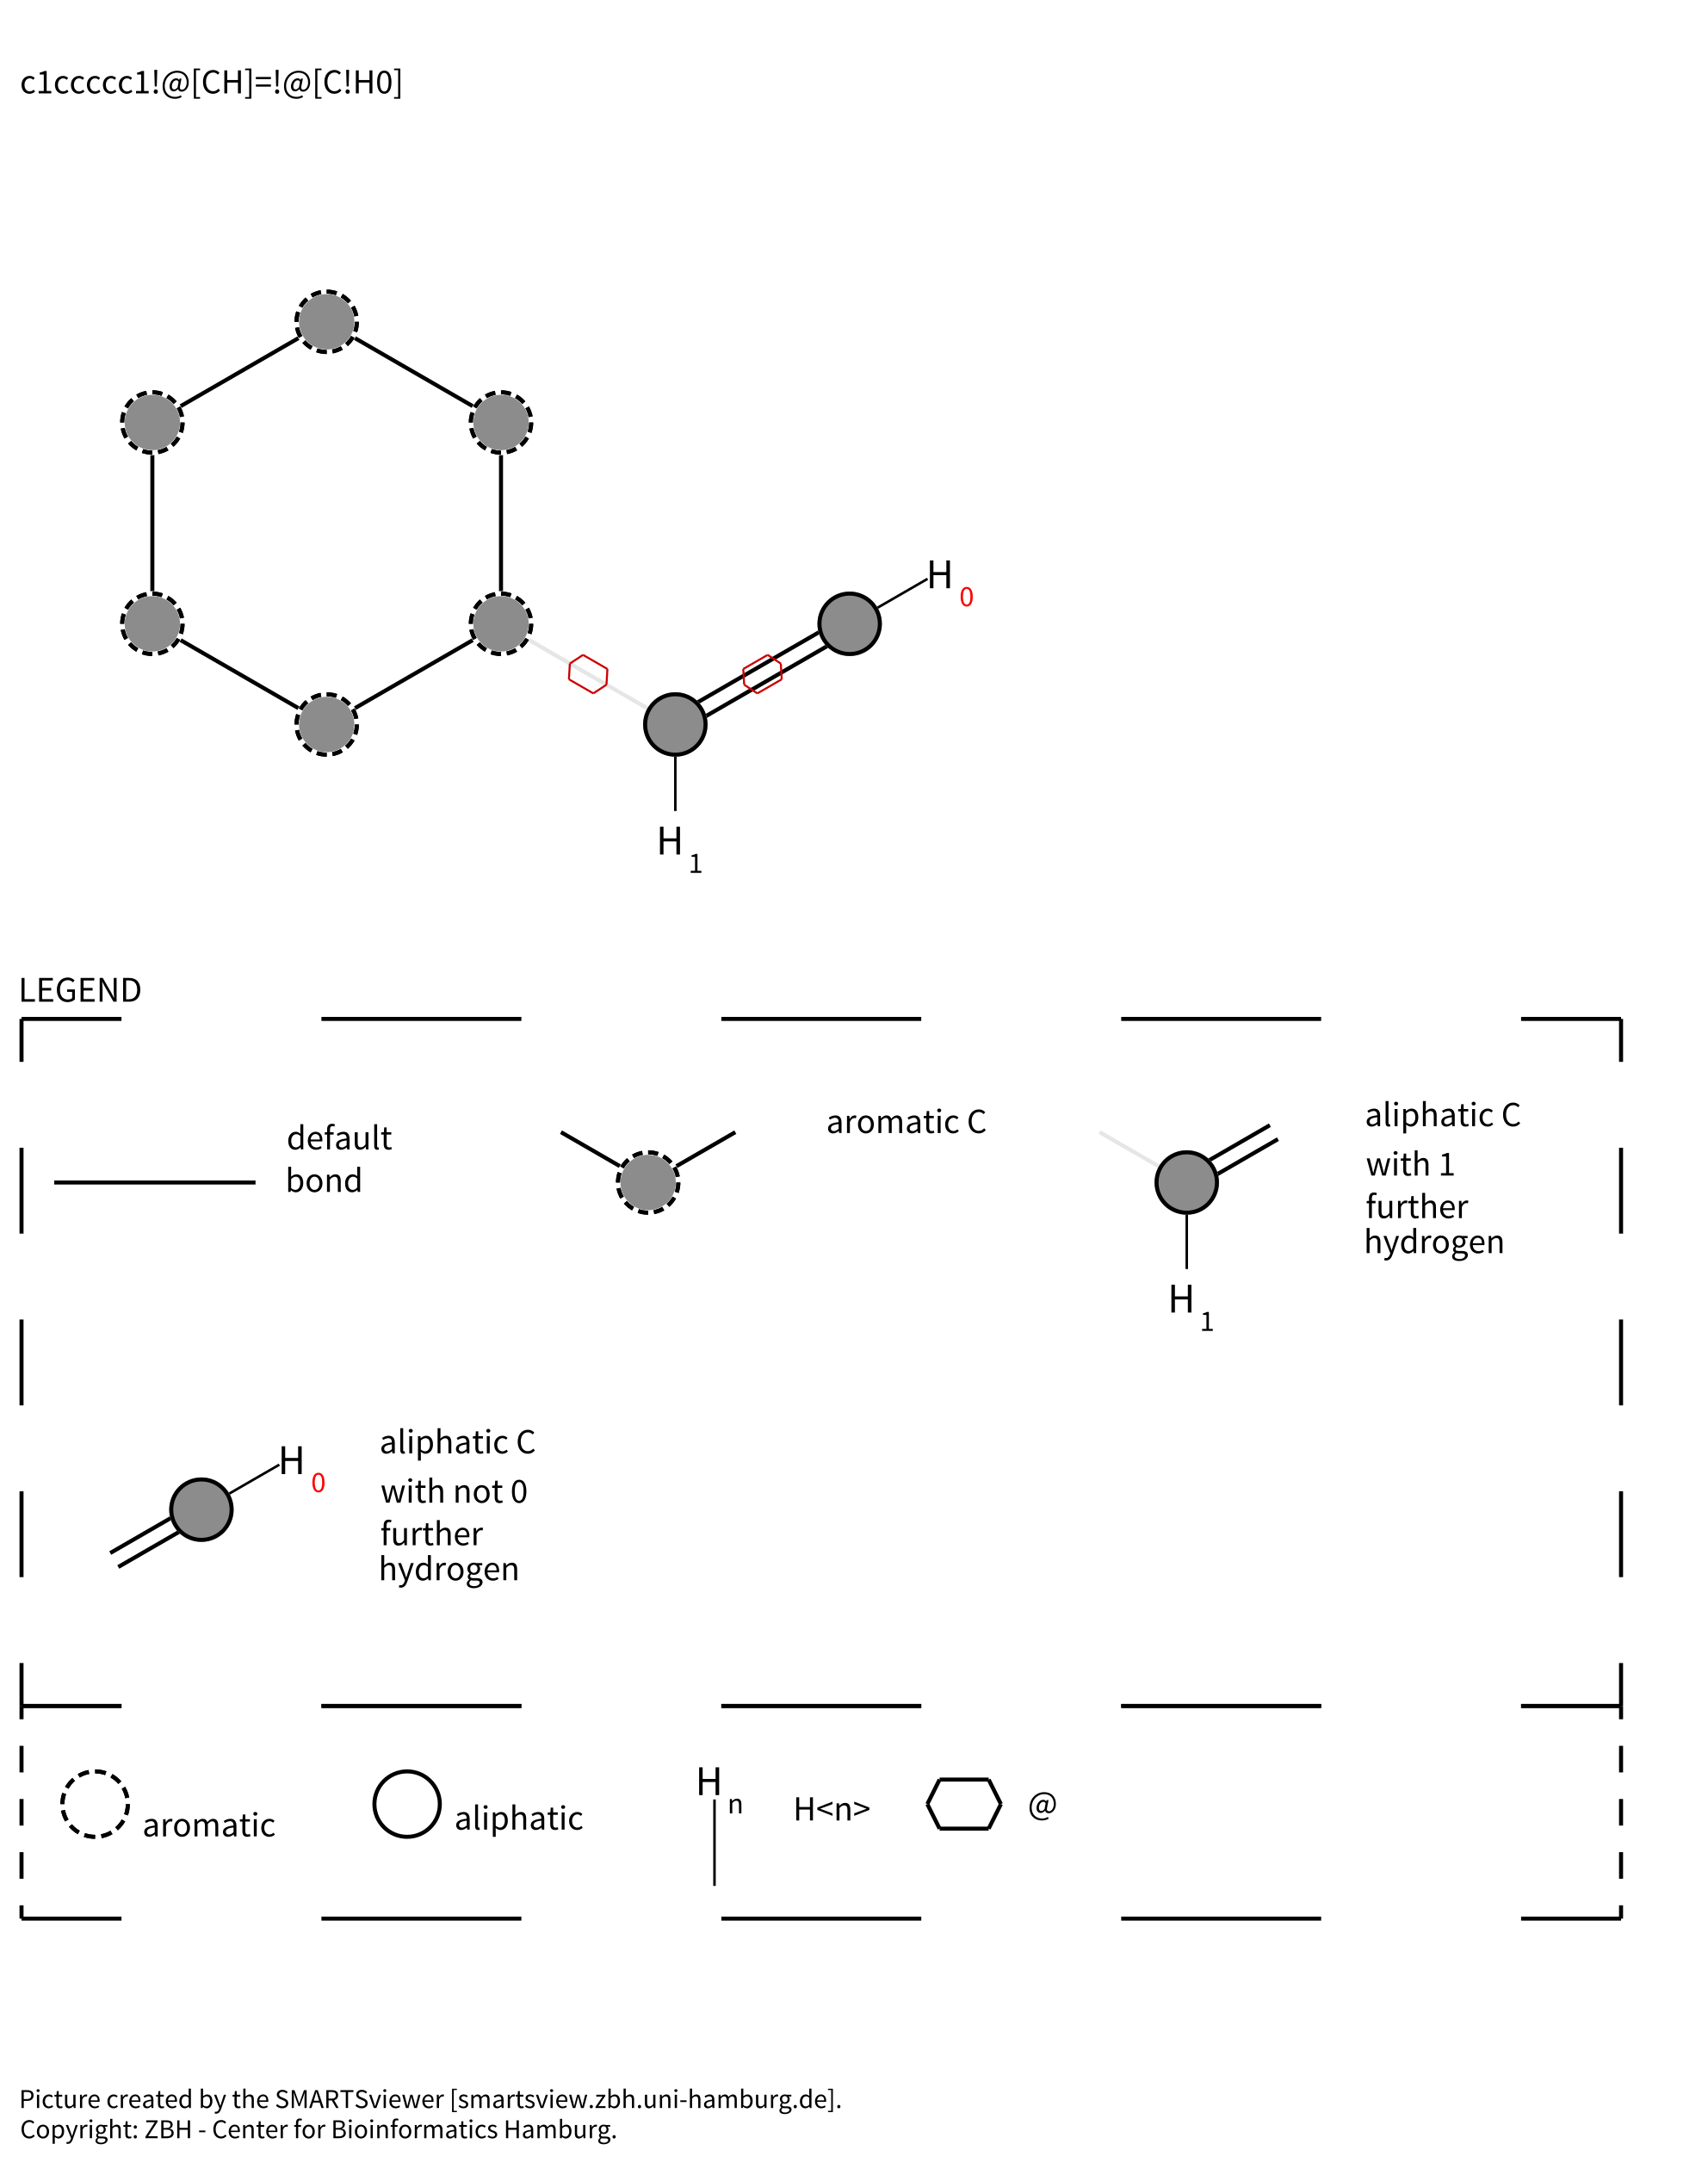 c1ccccc1!@[CH]=!@[C!H0]
H 0
H 1
LEGEND
default
bond
aromatic C
aliphatic C
with 1
further
hydrogen
H 1
H 0
aliphatic C
with not 0
further
hydrogen
aromatic
aliphatic
H n
H<n>
@
Picture created by the SMARTSviewer [smartsview.zbh.uni-hamburg.de].
Copyright: ZBH - Center for Bioinformatics Hamburg.